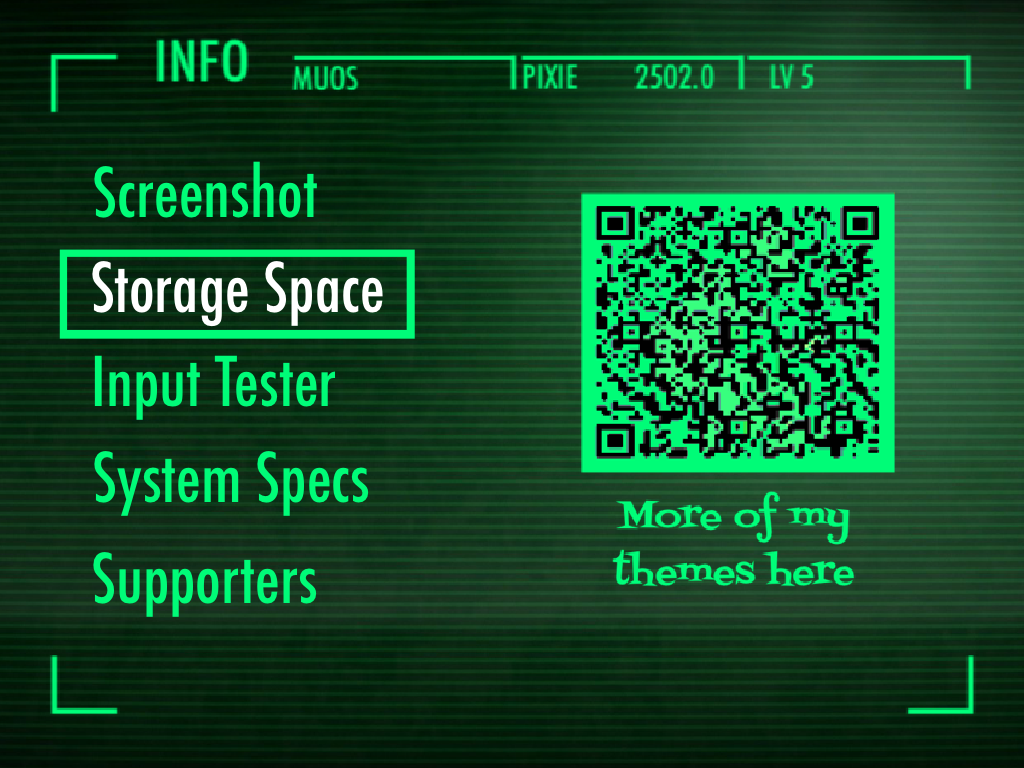 INFO MUOS PIXIE 2502.0 LV 5
Screenshot
Storage Space
Input Tester
System Specs
Supporters
More of my
themes here